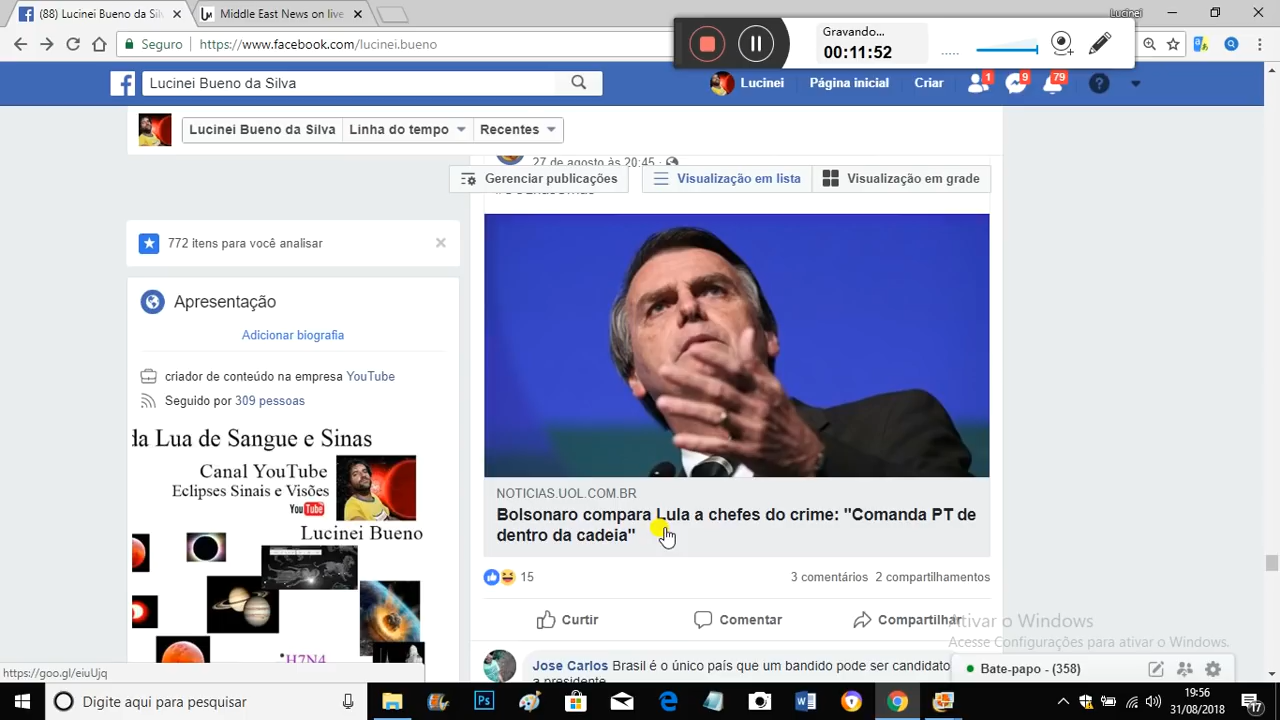 (88) Lucinei Bueno da Silva
Middle East News on live
Lucinei
Seguro
https://www.facebook.com/lucinei.bueno
Gravando...
00:11:52
Lucinei Bueno da Silva
Lucinei
Página inicial
Criar
1
9
79
Lucinei Bueno da Silva
Linha do tempo
Recentes
27 de agosto às 20:45
Gerenciar publicações
Visualização em lista
Visualização em grade
772 itens para você analisar
Apresentação
Adicionar biografia
criador de conteúdo na empresa YouTube
Seguido por 309 pessoas
da Lua de Sangue e Sinas
Canal YouTube
Eclipses Sinais e Visões
YouTube
Lucinei Bueno
H7N4
NOTICIAS.UOL.COM.BR
Bolsonaro compara Lula a chefes do crime: "Comanda PT de
dentro da cadeia"
15
3 comentários 2 compartilhamentos
Curtir
Comentar
Compartilhar
Jose Carlos Brasil é o único país que um bandido pode ser candidato
a presidente
Ativar o Windows
Acesse Configurações para ativar o Windows.
Bate-papo - (358)
https://goo.gl/eiuUjq
Digite aqui para pesquisar
19:56
31/08/2018
17